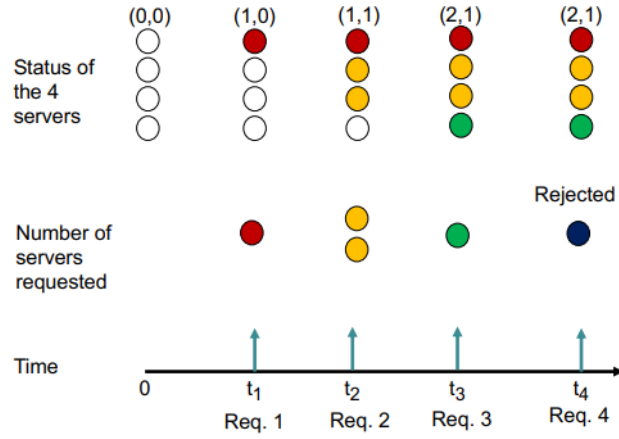 (0,0) (1,0) (1,1) (2,1) (2,1)
Status of
the 4
servers
Rejected
Number of
servers
requested
Time
0 t₁ t₂ t₃ t₄
Req. 1 Req. 2 Req. 3 Req. 4